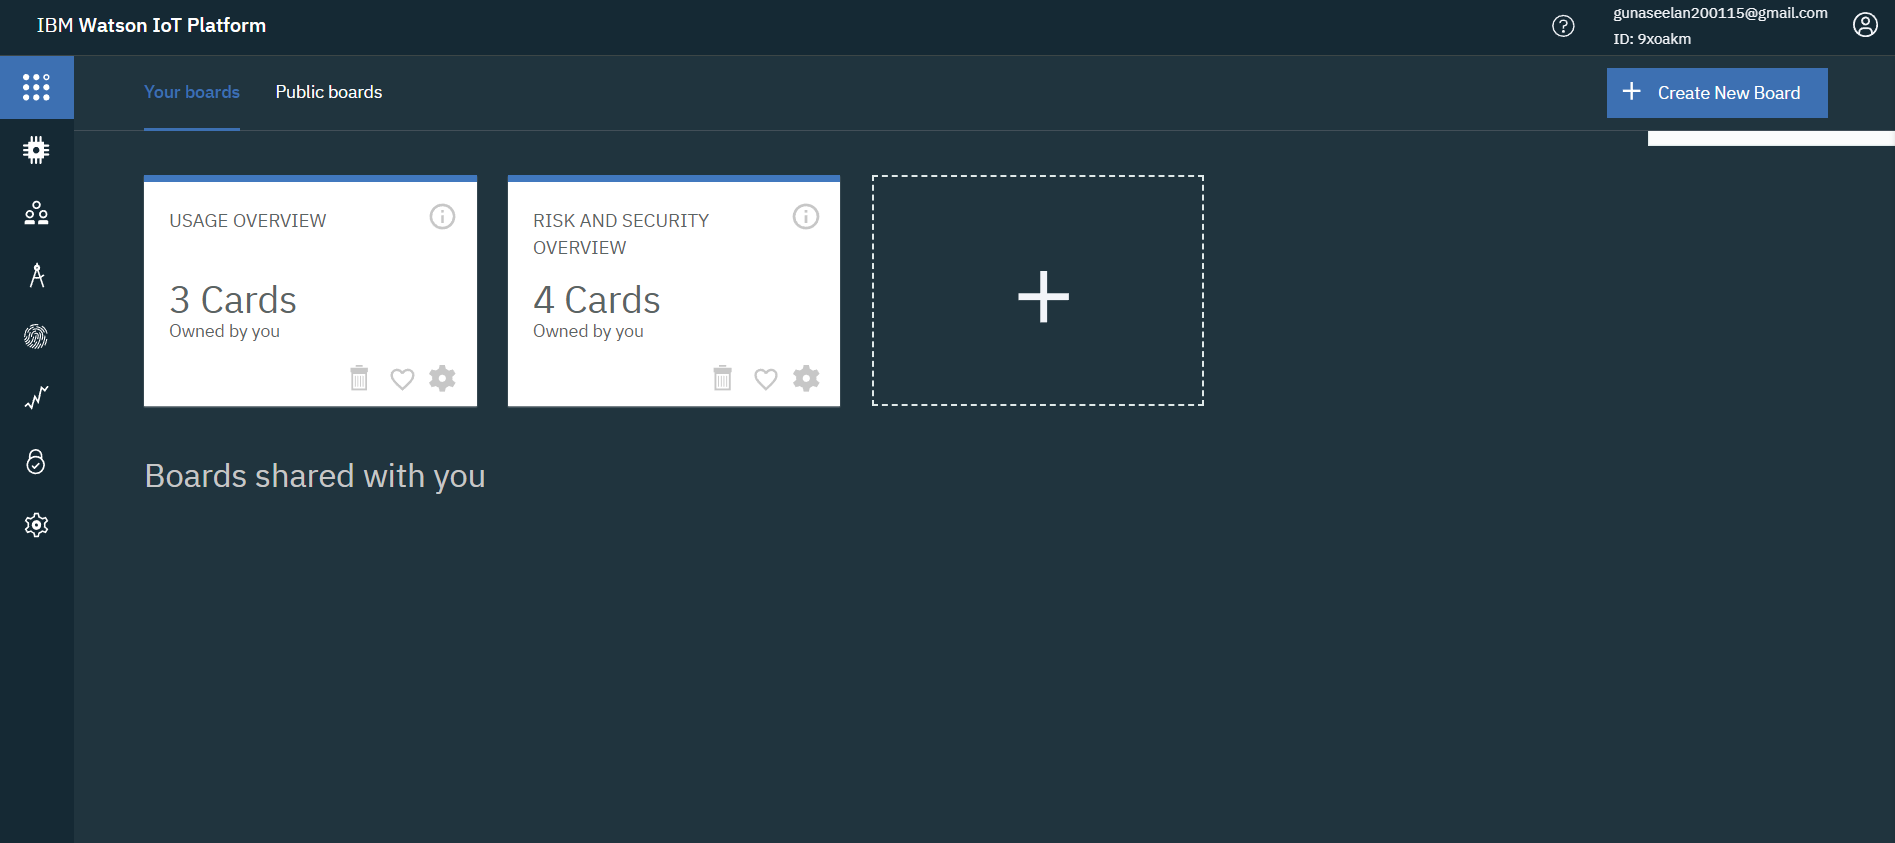 IBM Watson IoT Platform
gunaseelan200115@gmail.com
ID: 9xoakm
Your boards
Public boards
Create New Board
USAGE OVERVIEW
3 Cards
Owned by you
RISK AND SECURITY
OVERVIEW
4 Cards
Owned by you
Boards shared with you